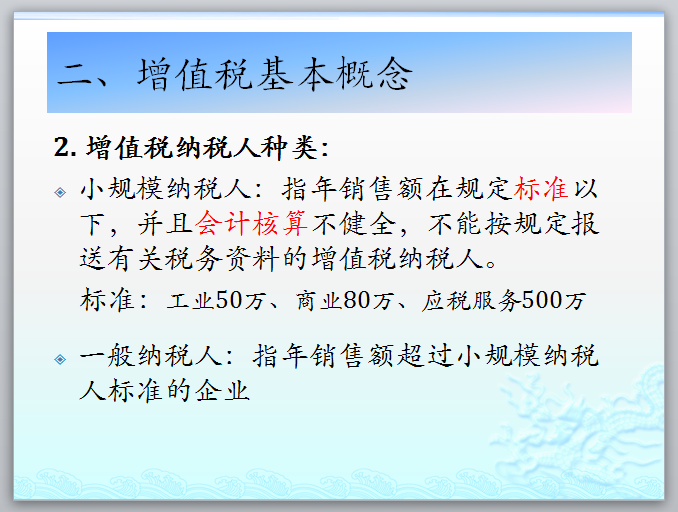 二、增值税基本概念
2. 增值税纳税人种类：
小规模纳税人：指年销售额在规定标准以
下，并且会计核算不健全，不能按规定报
送有关税务资料的增值税纳税人。
标准：工业50万、商业80万、应税服务500万
一般纳税人：指年销售额超过小规模纳税
人标准的企业